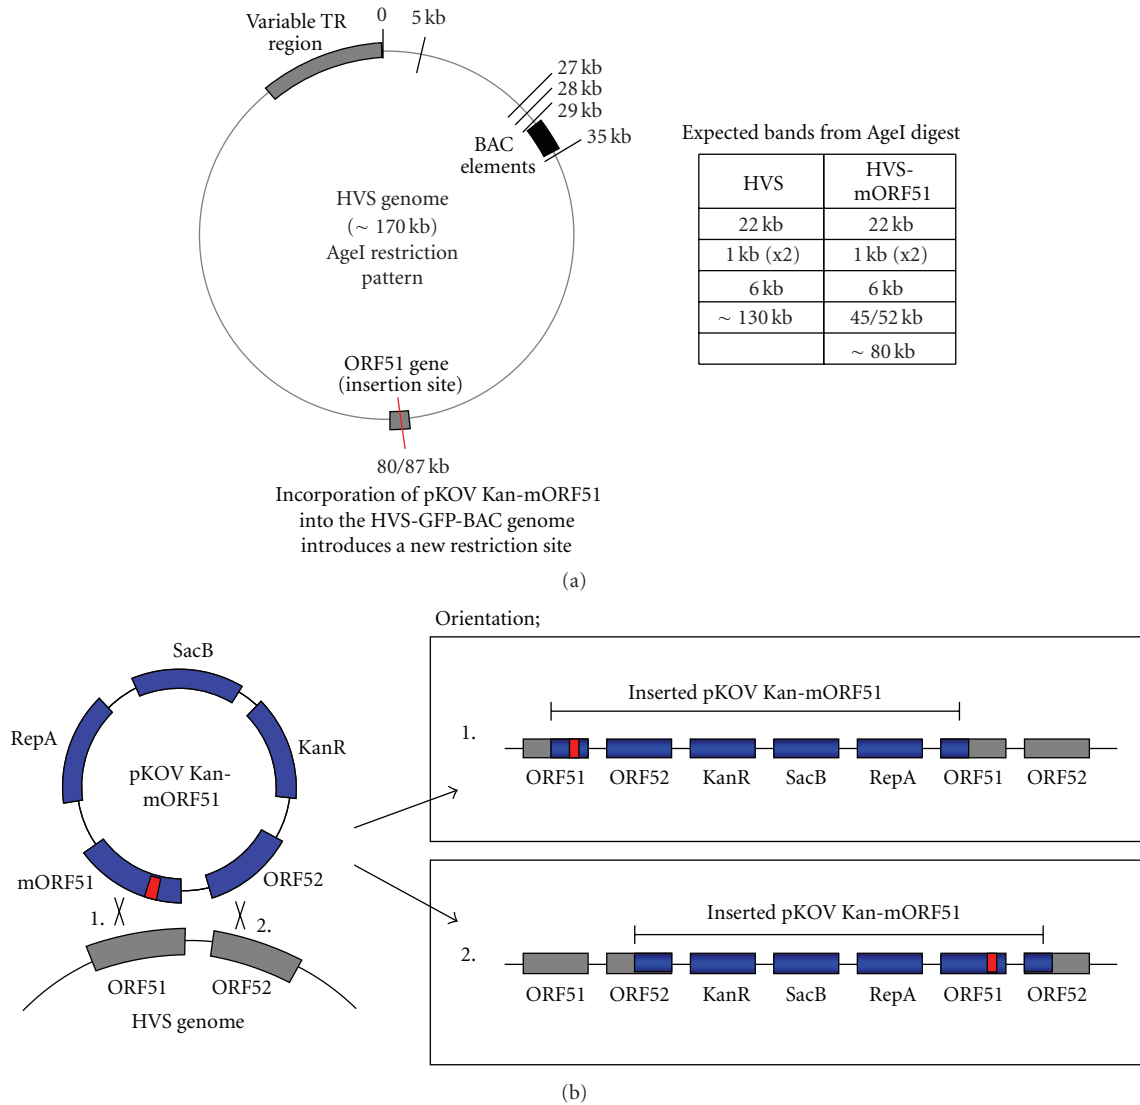 Variable TR
region
0
5 kb
27 kb
28 kb
29 kb
35 kb
BAC
elements
HVS genome
(~ 170 kb)
AgeI restriction
pattern
ORF51 gene
(insertion site)
80/87 kb
Incorporation of pKOV Kan-mORF51
into the HVS-GFP-BAC genome
introduces a new restriction site
Expected bands from AgeI digest
HVS
HVS-
mORF51
22 kb
22 kb
1 kb (x2)
1 kb (x2)
6 kb
6 kb
~ 130 kb
45/52 kb
~ 80 kb
(a)
SacB
RepA
KanR
pKOV Kan-
mORF51
mORF51
ORF52
1.
2.
ORF51
ORF52
HVS genome
Orientation;
Inserted pKOV Kan-mORF51
1.
ORF51
ORF52
KanR
SacB
RepA
ORF51
ORF52
Inserted pKOV Kan-mORF51
2.
ORF51
ORF52
KanR
SacB
RepA
ORF51
ORF52
(b)